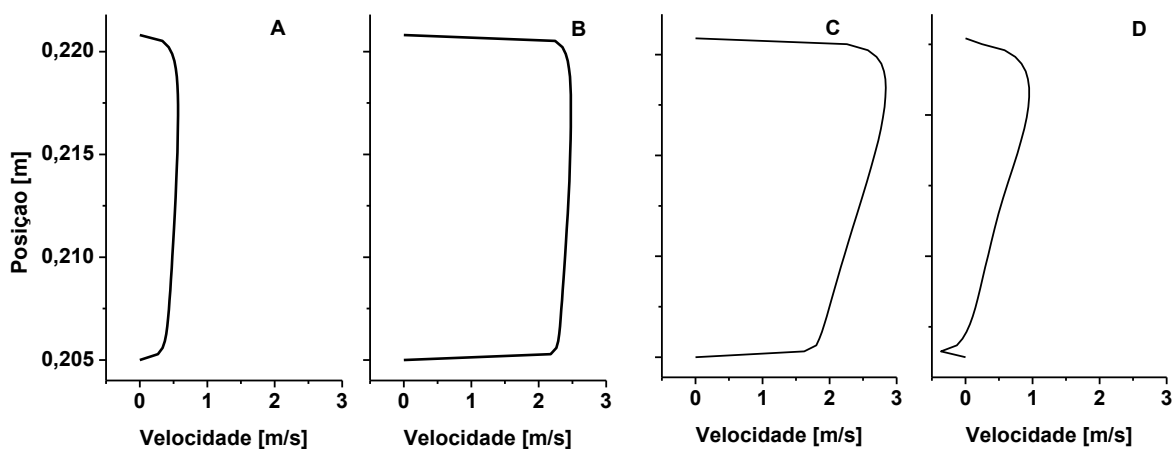 A
B
C
D
0,220
0,215
0,210
0,205
Posiçao [m]
0 1 2 3
0 1 2 3
0 1 2 3
0 1 2 3
Velocidade [m/s]
Velocidade [m/s]
Velocidade [m/s]
Velocidade [m/s]